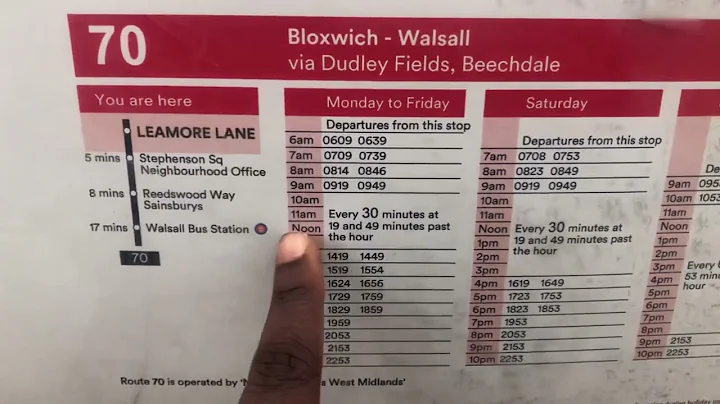 70
Bloxwich - Walsall
via Dudley Fields, Beechdale
You are here
LEAMORE LANE
5 mins Stephenson Sq
Neighbourhood Office
8 mins Reedswood Way
Sainsburys
17 mins Walsall Bus Station
70
Monday to Friday
Departures from this stop
6am 0609 0639
7am 0709 0739
8am 0814 0846
9am 0919 0949
10am
11am
Noon
Every 30 minutes at
19 and 49 minutes past
the hour
1419 1449
1519 1554
1624 1656
1729 1759
1829 1859
1959
2053
2153
2253
Saturday
Departures from this stop
7am 0708 0753
8am 0823 0849
9am 0919 0949
10am
11am
Noon
1pm
2pm
3pm
Every 30 minutes at
19 and 49 minutes past
the hour
4pm 1619 1649
5pm 1723 1753
6pm 1823 1853
7pm 1953
8pm 2053
9pm 2153
10pm 2253
9am
10am
11am
Noon
1pm
2pm
3pm
4pm
5pm
6pm
7pm
8pm
53
hour
9pm 2153
10pm 2253
Route 70 is operated by
West Midlands'